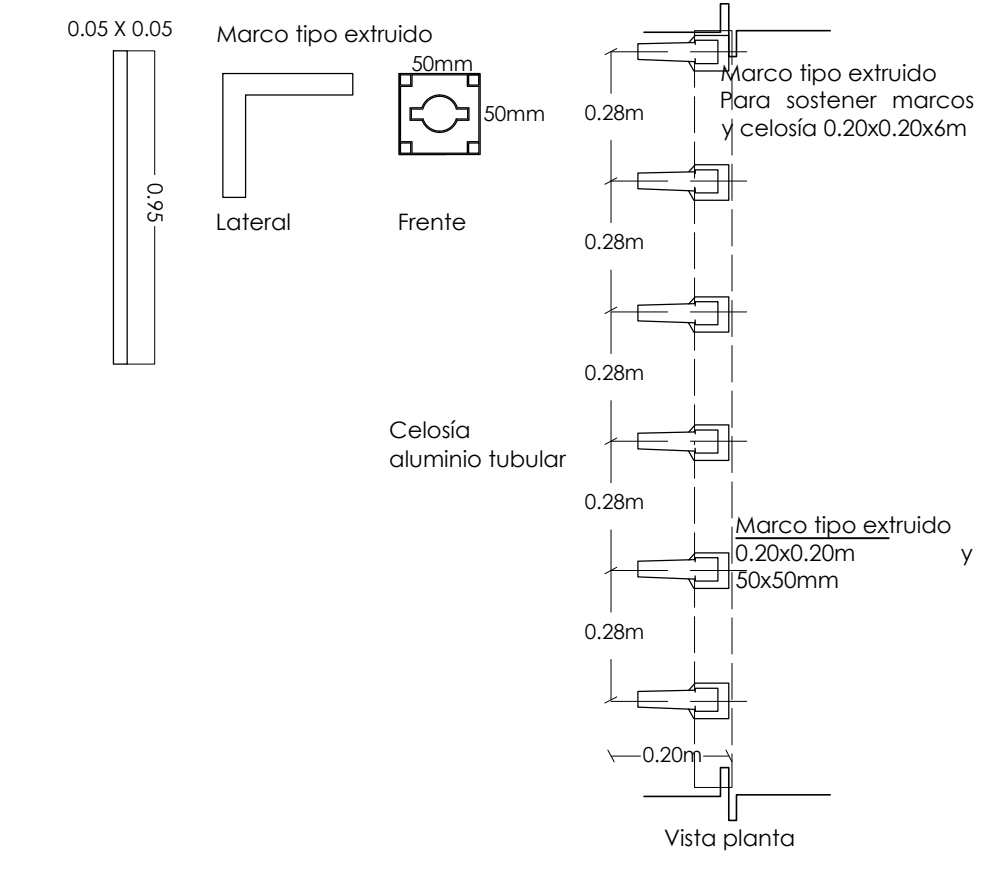 0.05 X 0.05
0.95
Marco tipo extruido
50mm
50mm
Lateral
Frente
Celosía
aluminio tubular
0.28m
0.28m
0.28m
0.28m
0.28m
Marco tipo extruido
Para sostener marcos
y celosía 0.20x0.20x6m
Marco tipo extruido
0.20x0.20m y
50x50mm
0.20m
Vista planta